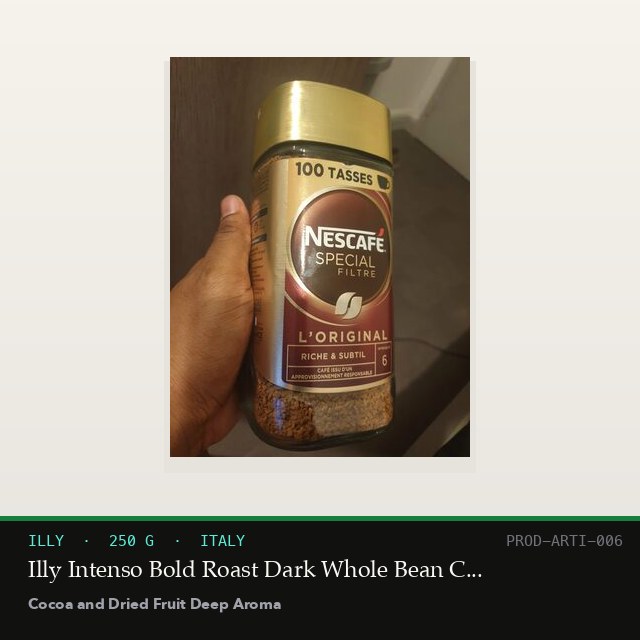 100 TASSES
NESCAFÉ
SPECIAL
FILTRE
L'ORIGINAL
RICHE & SUBTIL
6
CAFÉ ISSU D'UN
APPROVISIONNEMENT RESPONSABLE
ILLY · 250 G · ITALY
PROD-ARTI-006
Illy Intenso Bold Roast Dark Whole Bean C...
Cocoa and Dried Fruit Deep Aroma